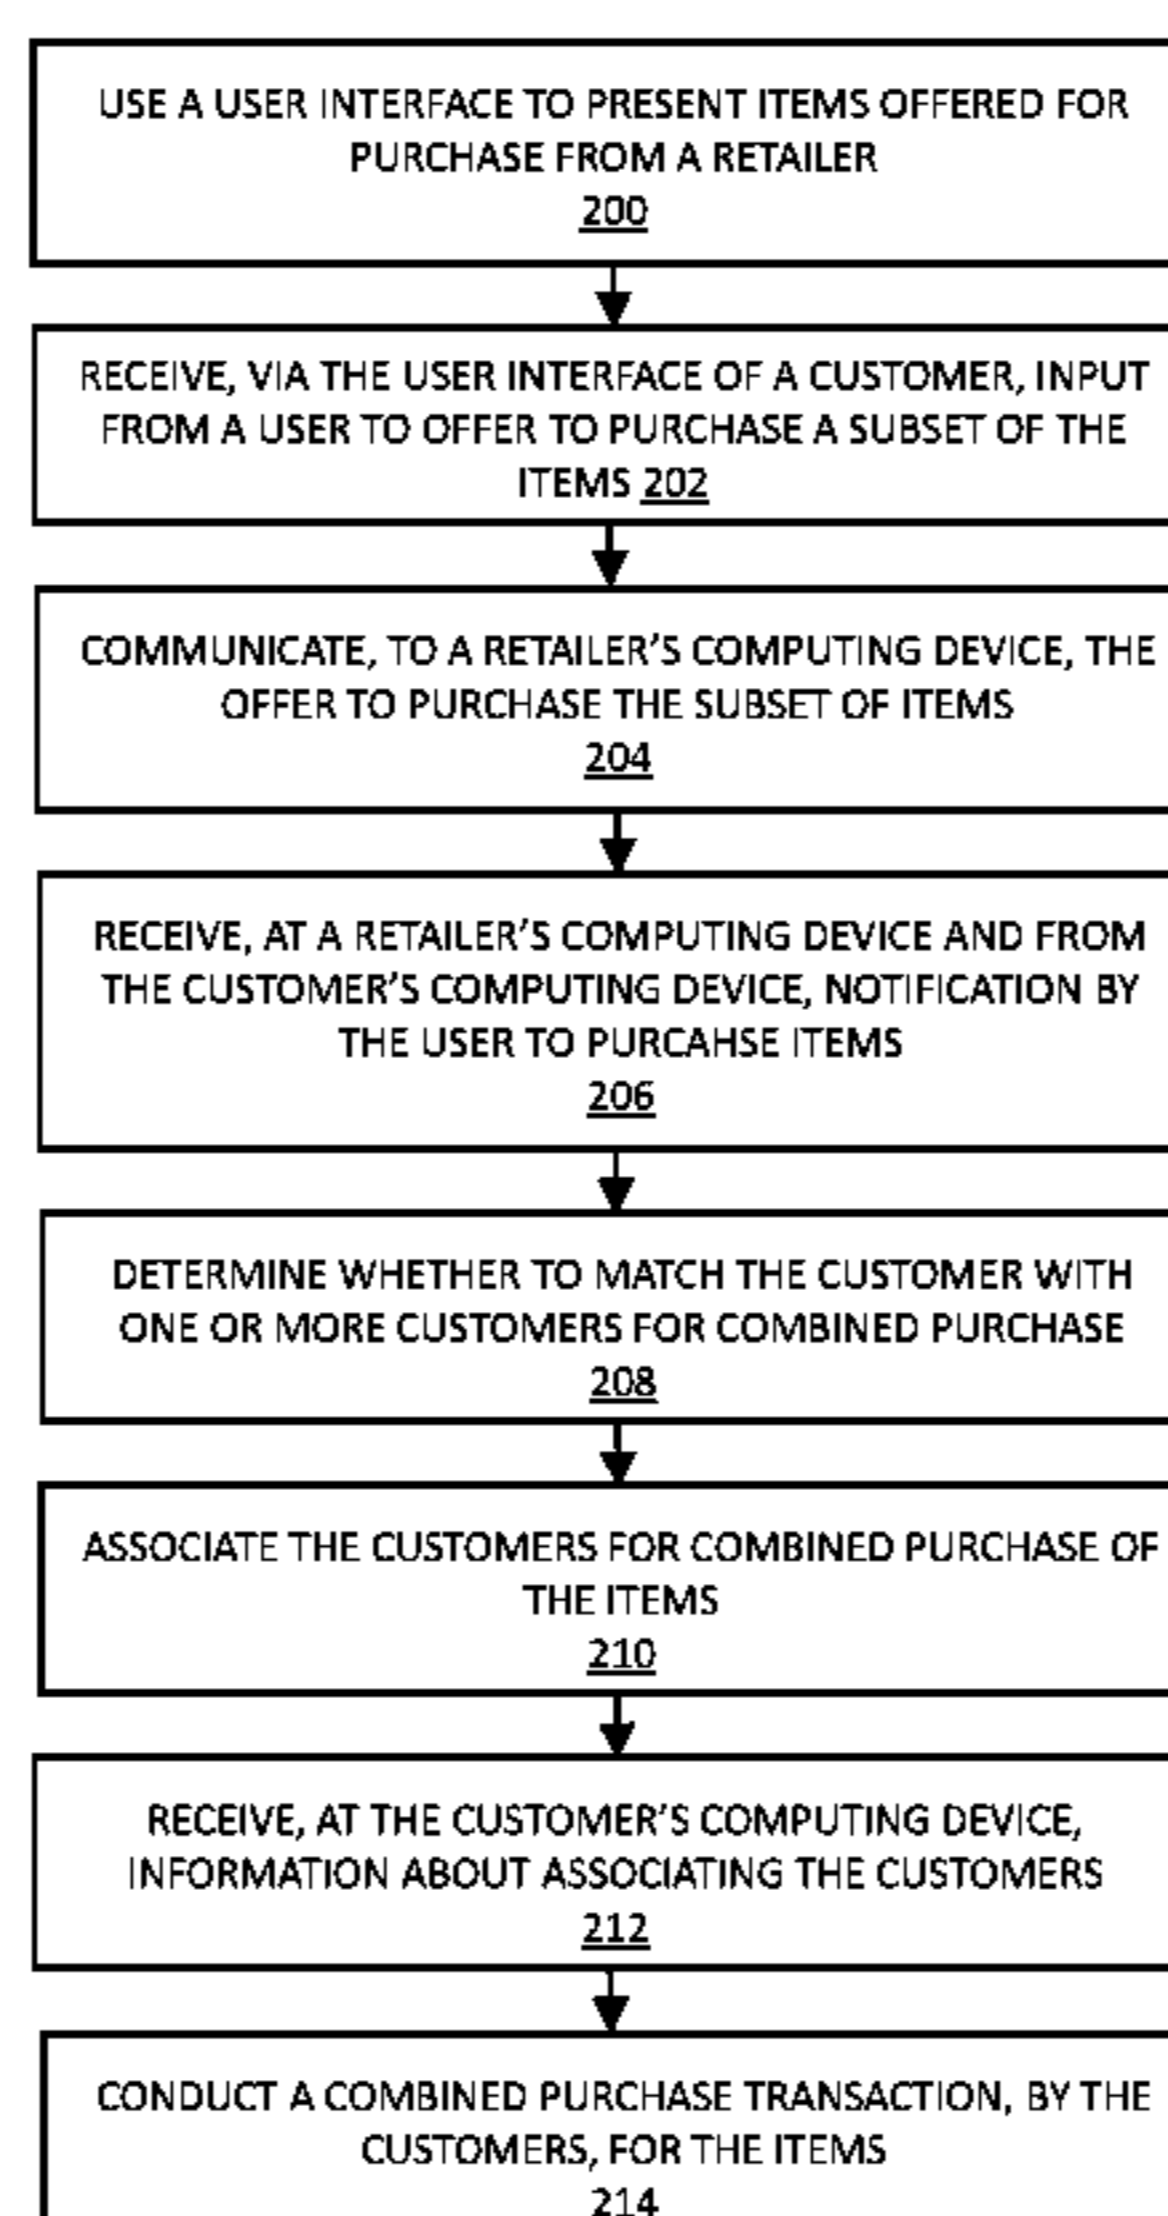 USE A USER INTERFACE TO PRESENT ITEMS OFFERED FOR
PURCHASE FROM A RETAILER
200
RECEIVE, VIA THE USER INTERFACE OF A CUSTOMER, INPUT
FROM A USER TO OFFER TO PURCHASE A SUBSET OF THE
ITEMS 202
COMMUNICATE, TO A RETAILER'S COMPUTING DEVICE, THE
OFFER TO PURCHASE THE SUBSET OF ITEMS
204
RECEIVE, AT A RETAILER'S COMPUTING DEVICE AND FROM
THE CUSTOMER'S COMPUTING DEVICE, NOTIFICATION BY
THE USER TO PURCAHSE ITEMS
206
DETERMINE WHETHER TO MATCH THE CUSTOMER WITH
ONE OR MORE CUSTOMERS FOR COMBINED PURCHASE
208
ASSOCIATE THE CUSTOMERS FOR COMBINED PURCHASE OF
THE ITEMS
210
RECEIVE, AT THE CUSTOMER'S COMPUTING DEVICE,
INFORMATION ABOUT ASSOCIATING THE CUSTOMERS
212
CONDUCT A COMBINED PURCHASE TRANSACTION, BY THE
CUSTOMERS, FOR THE ITEMS
214